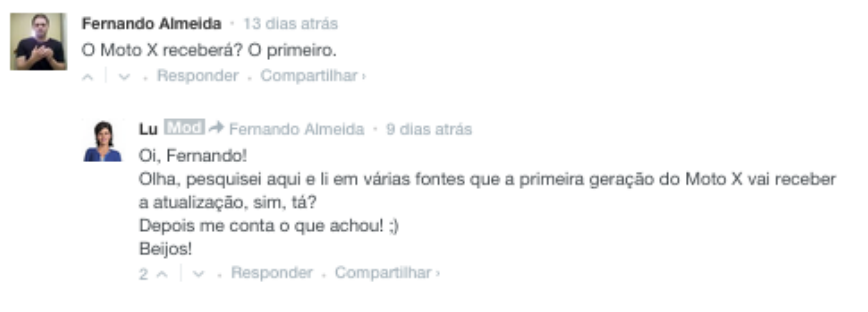 Fernando Almeida • 13 dias atrás
O Moto X receberá? O primeiro.
Responder • Compartilhar ›
Lu Mod Fernando Almeida • 9 dias atrás
Oi, Fernando!
Olha, pesquisei aqui e li em várias fontes que a primeira geração do Moto X vai receber
a atualização, sim, tá?
Depois me conta o que achou! ;)
Beijos!
2 • Responder • Compartilhar ›